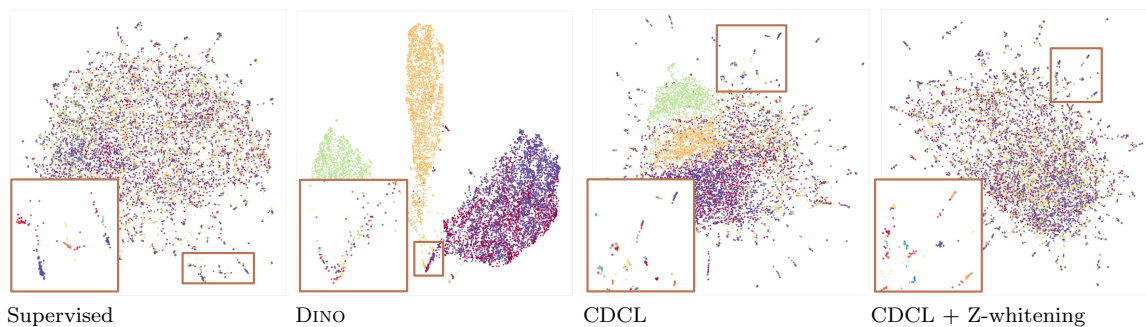 Supervised
DINO
CDCL
CDCL + Z-whitening